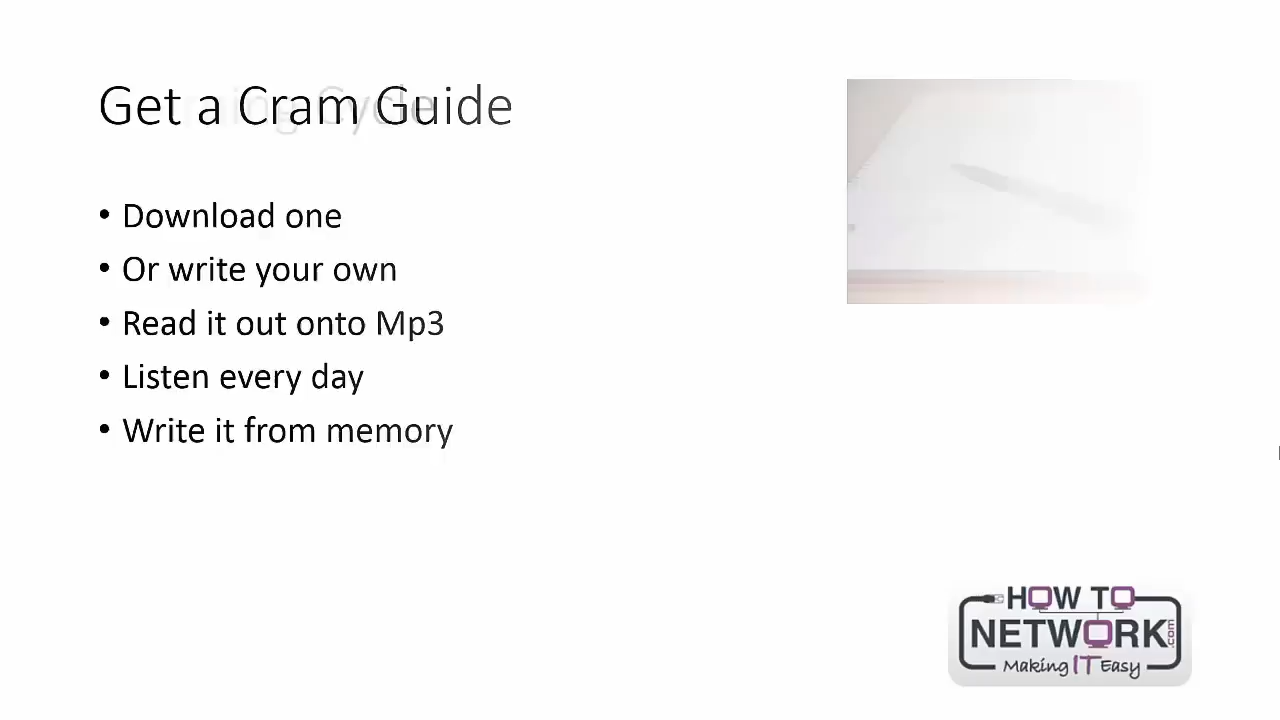 Get a Cram Guide
• Download one
• Or write your own
• Read it out onto Mp3
• Listen every day
• Write it from memory
HOW TO
NETWORK.com
Making IT Easy